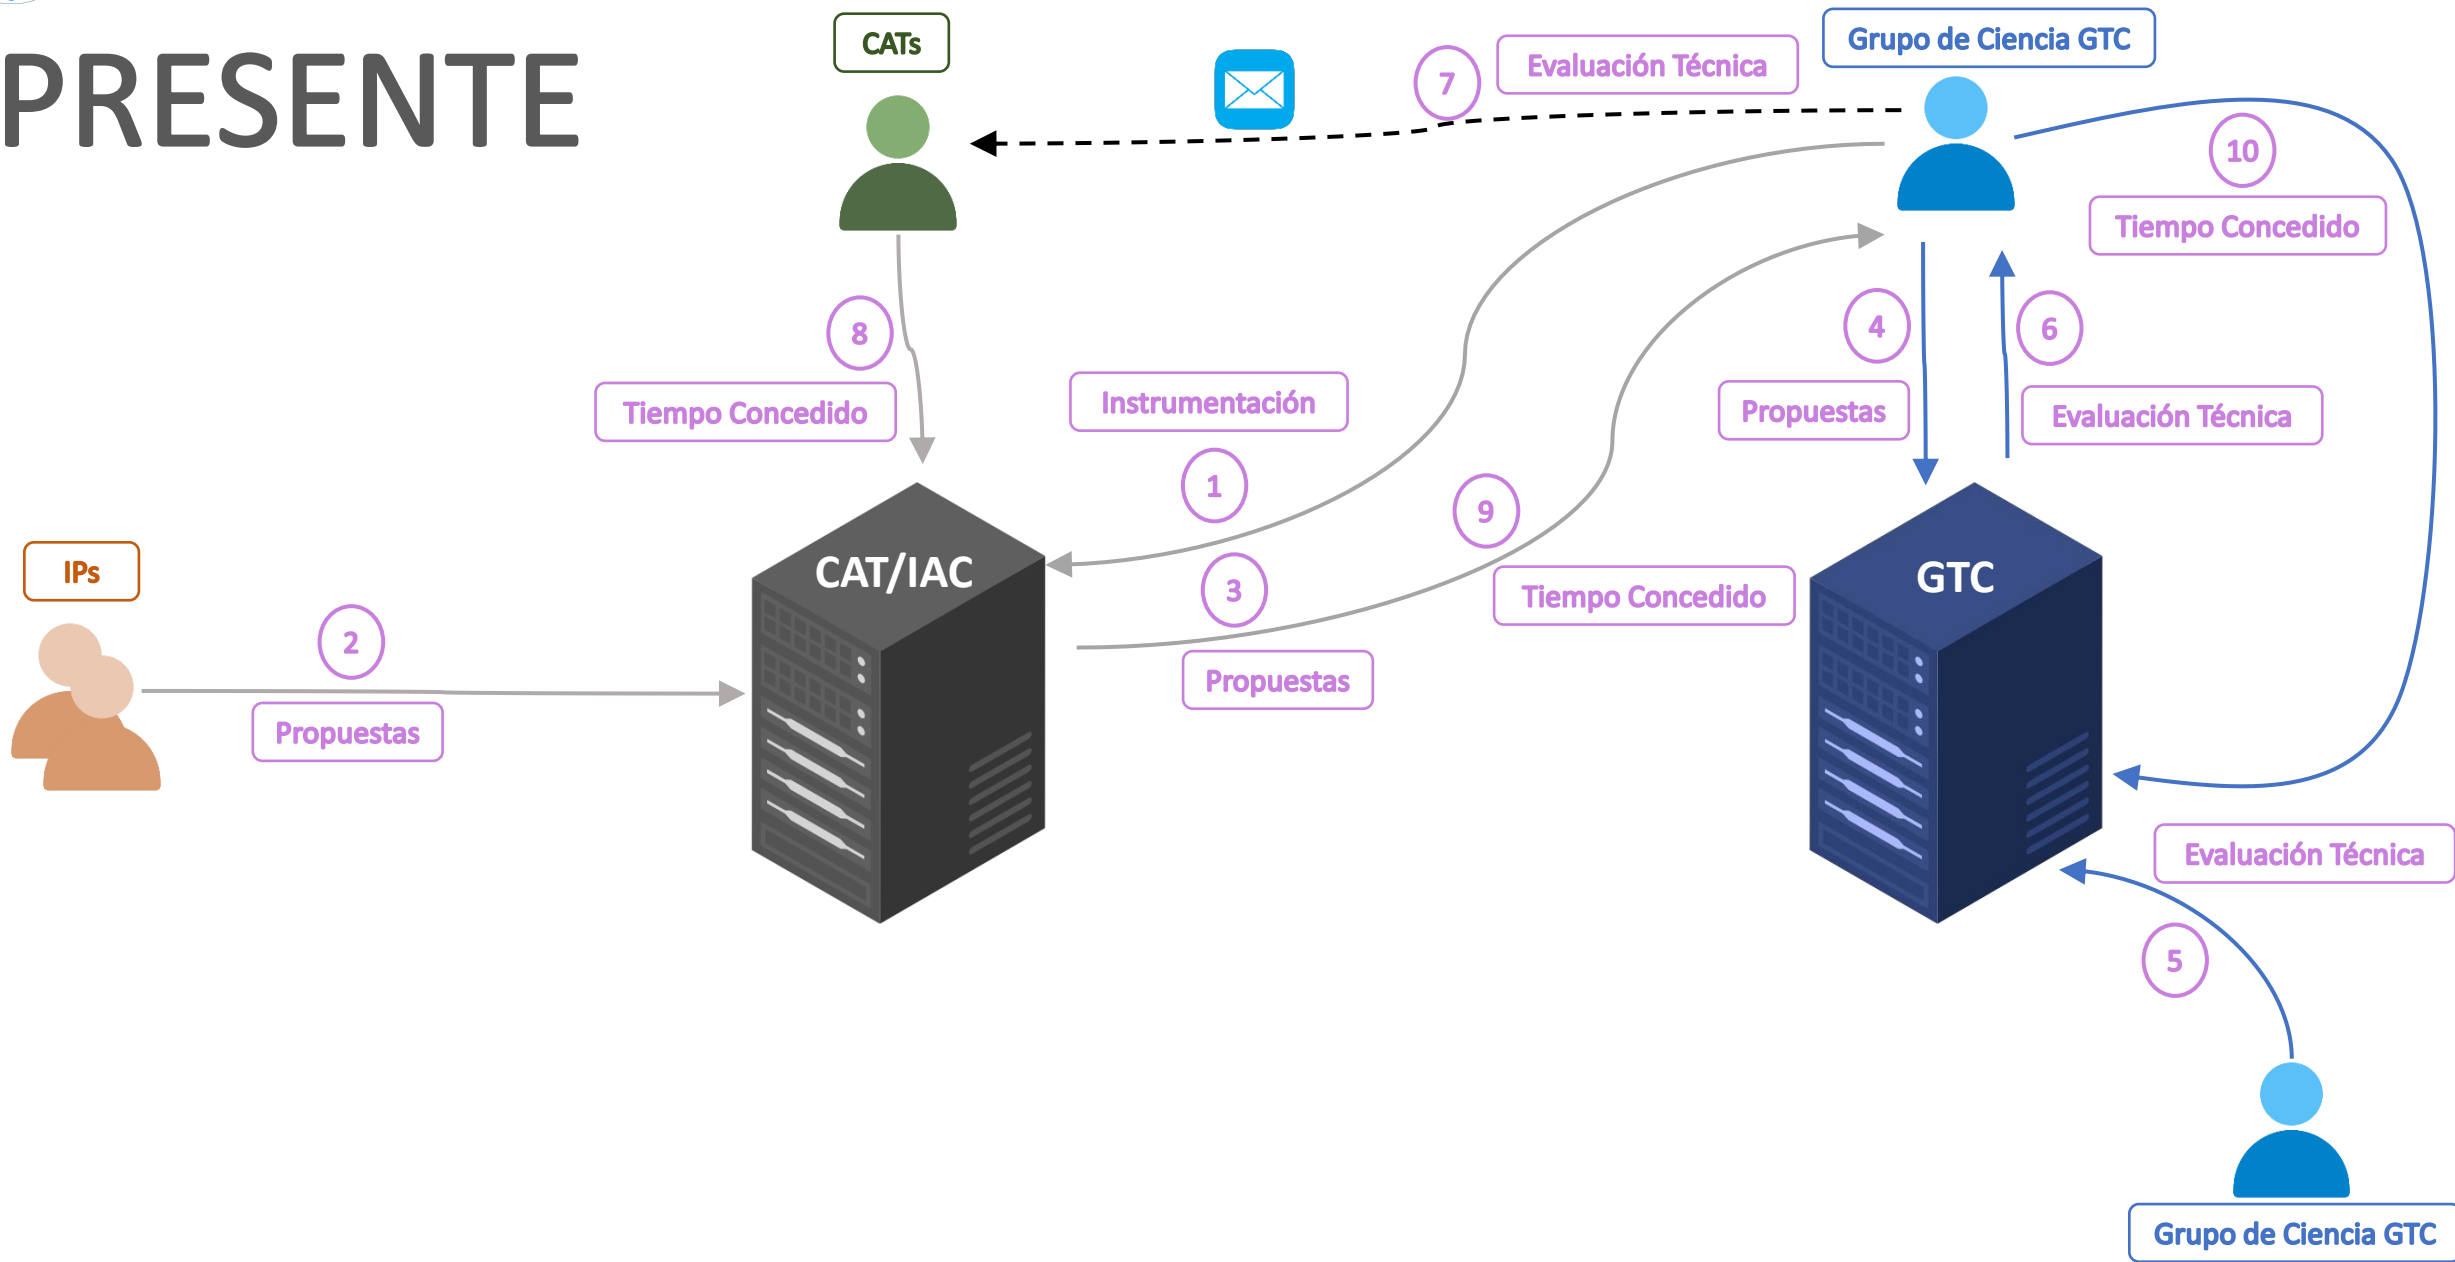 PRESENTE
CATs
7
Evaluación Técnica
Grupo de Ciencia GTC
10
Tiempo Concedido
8
Tiempo Concedido
Instrumentación
1
4
Propuestas
6
Evaluación Técnica
IPs
2
Propuestas
CAT/IAC
3
Propuestas
9
Tiempo Concedido
GTC
Evaluación Técnica
5
Grupo de Ciencia GTC